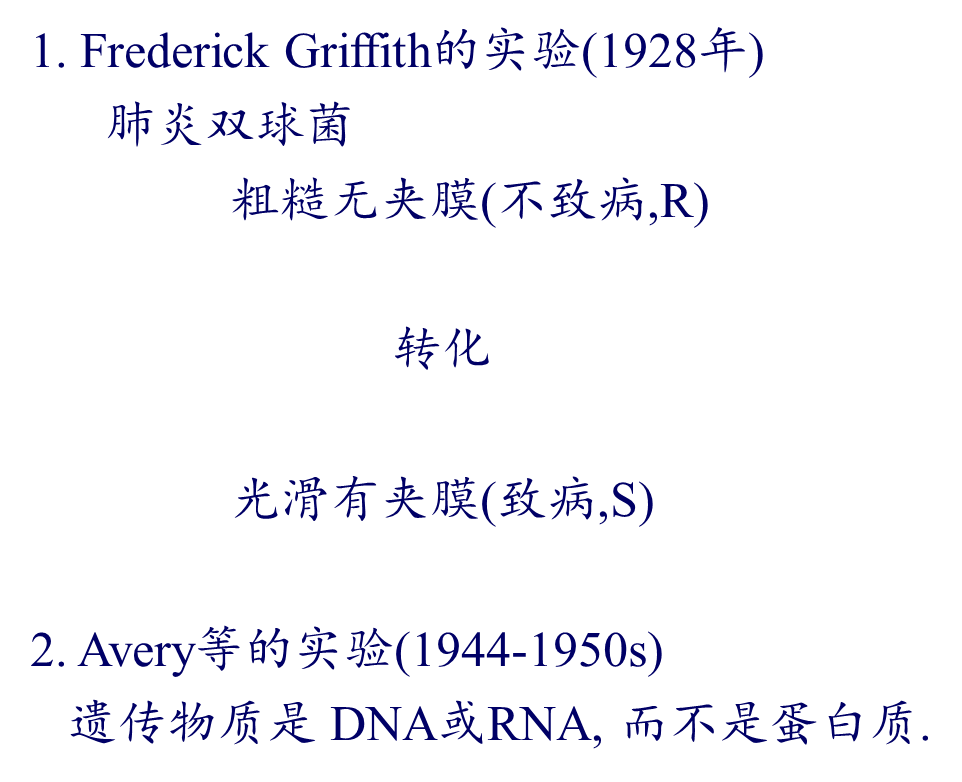 1. Frederick Griffith的实验(1928年)
肺炎双球菌
粗糙无夹膜(不致病,R)
转化
光滑有夹膜(致病,S)
2. Avery等的实验(1944-1950s)
遗传物质是 DNA或RNA, 而不是蛋白质.